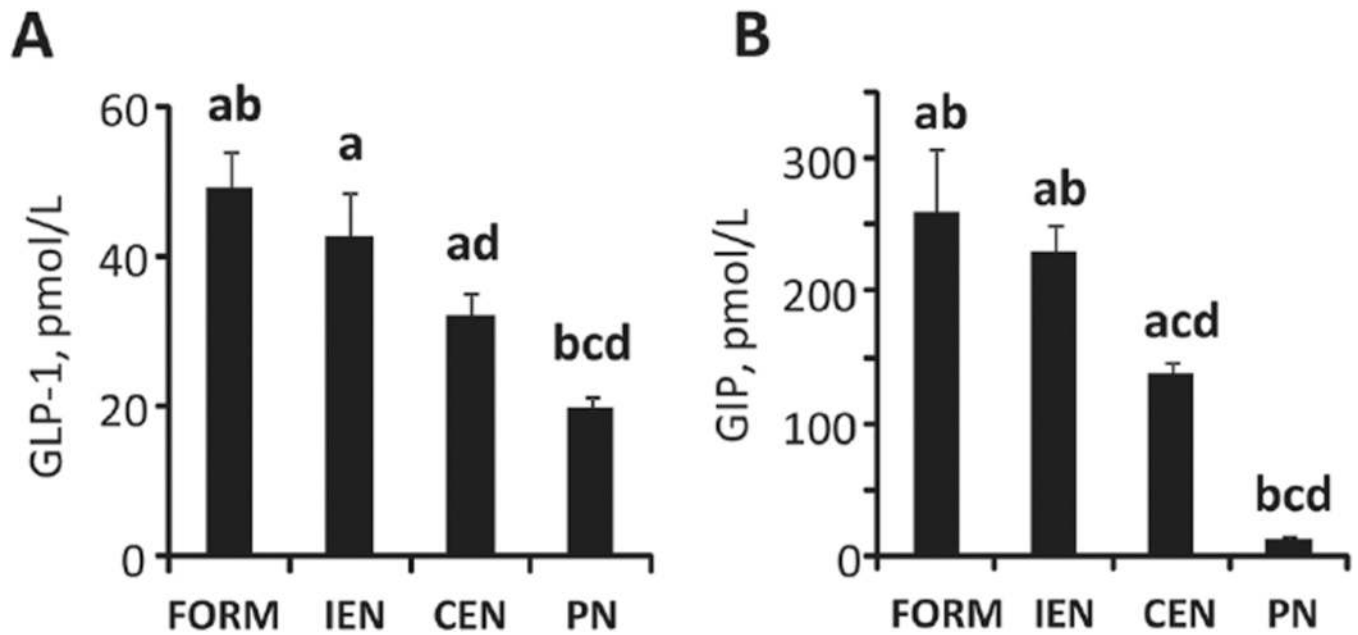 A
GLP-1, pmol/L
60
40
20
0
ab
a
ad
bcd
FORM IEN CEN PN
B
GIP, pmol/L
300
200
100
0
ab
ab
acd
bcd
FORM IEN CEN PN